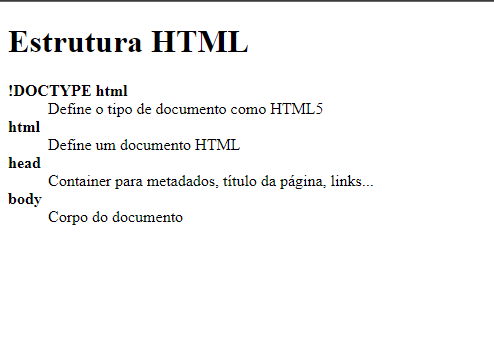 Estrutura HTML
!DOCTYPE html
Define o tipo de documento como HTML5
html
Define um documento HTML
head
Container para metadados, título da página, links...
body
Corpo do documento